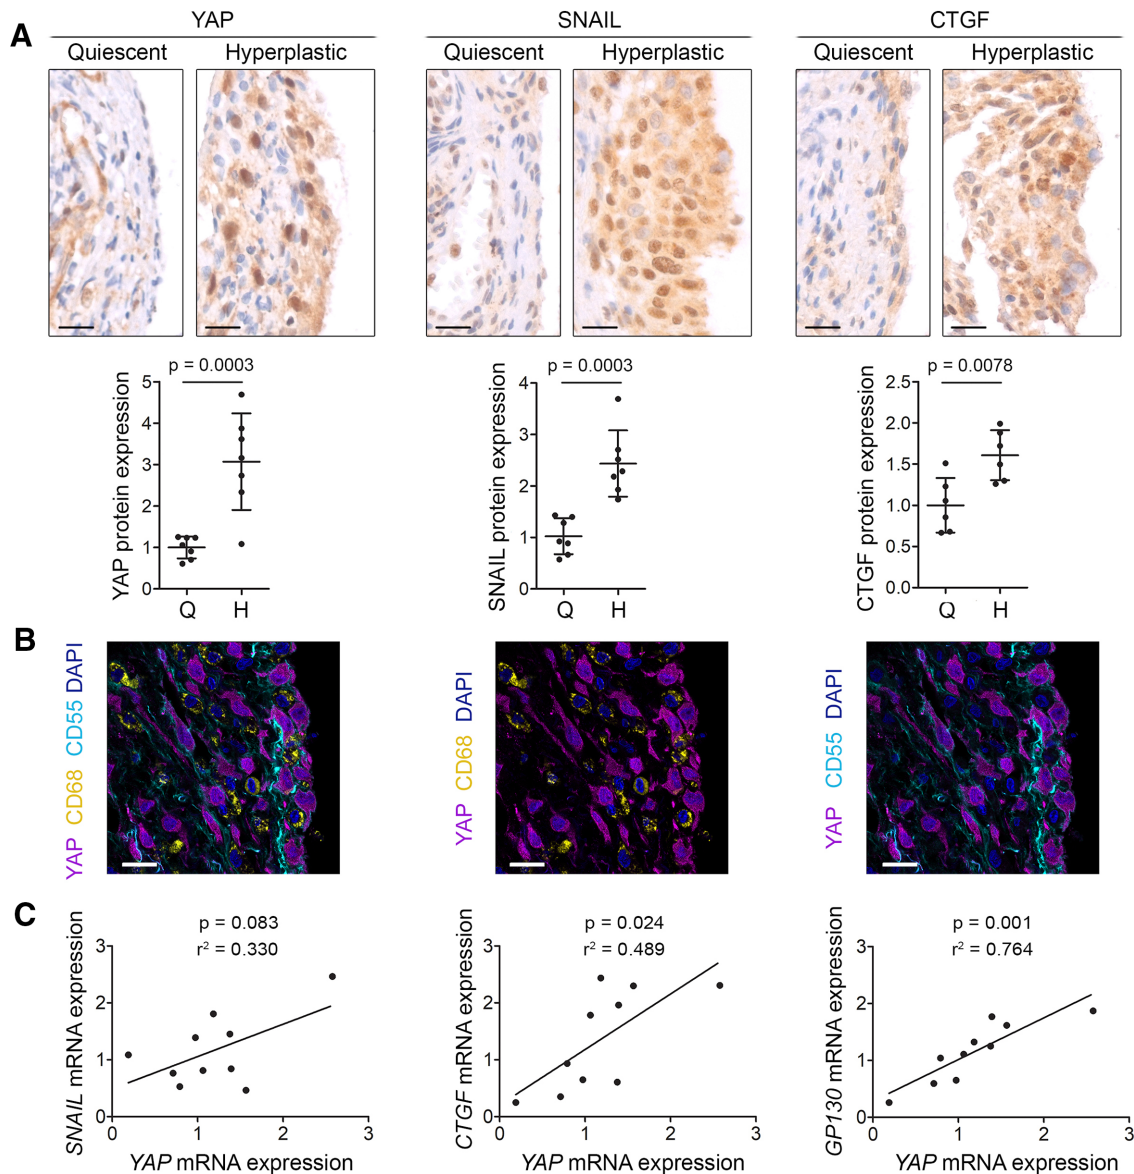 A
YAP
SNAIL
CTGF
Quiescent Hyperplastic
Quiescent Hyperplastic
Quiescent Hyperplastic
p = 0.0003
YAP protein expression
5
4
3
2
1
0
Q H
p = 0.0003
SNAIL protein expression
4
3
2
1
0
Q H
p = 0.0078
CTGF protein expression
2.5
2.0
1.5
1.0
0.5
0.0
Q H
B
YAP CD68 CD55 DAPI
YAP CD68 DAPI
YAP CD55 DAPI
C
p = 0.083
r² = 0.330
SNAIL mRNA expression
3
2
1
0
0 1 2 3
YAP mRNA expression
p = 0.024
r² = 0.489
CTGF mRNA expression
3
2
1
0
0 1 2 3
YAP mRNA expression
p = 0.001
r² = 0.764
GP130 mRNA expression
3
2
1
0
0 1 2 3
YAP mRNA expression